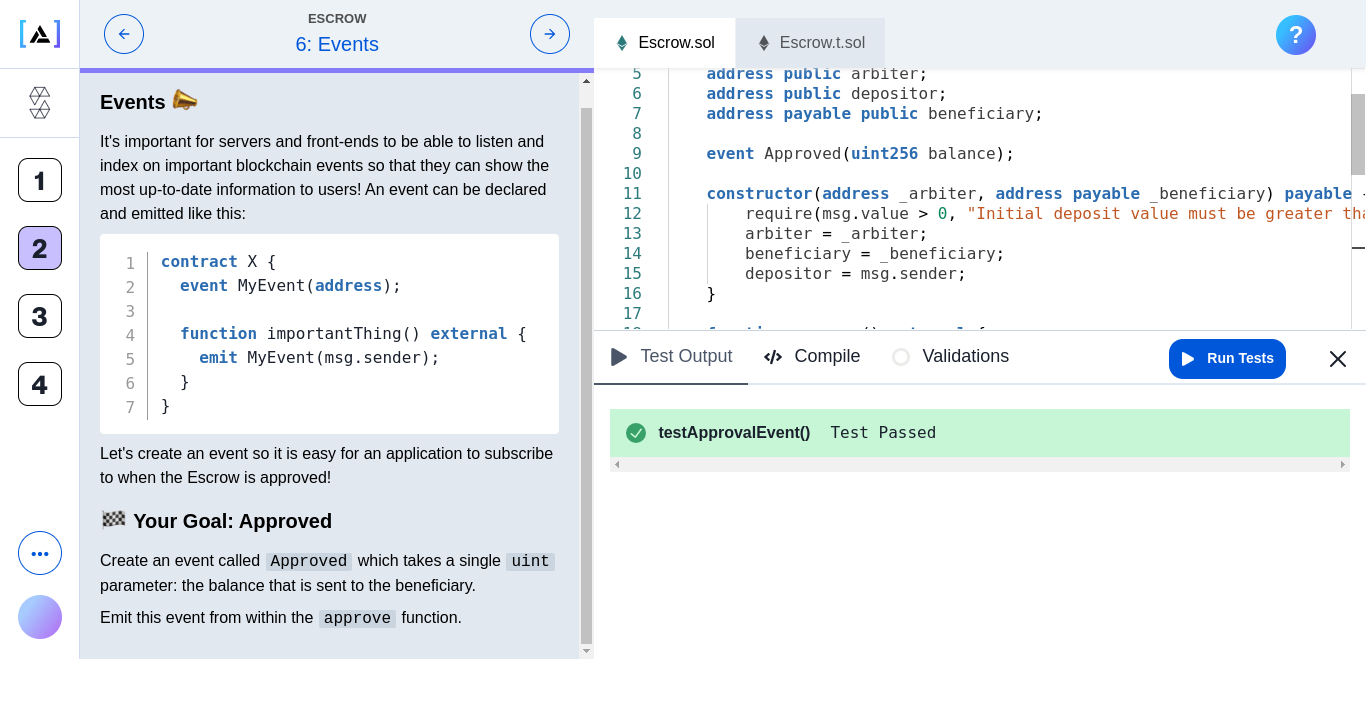 ESCROW
6: Events
1
2
3
4
Events
It's important for servers and front-ends to be able to listen and
index on important blockchain events so that they can show the
most up-to-date information to users! An event can be declared
and emitted like this:
1 contract X {
2 event MyEvent(address);
3
4 function importantThing() external {
5 emit MyEvent(msg.sender);
6 }
7 }
Let's create an event so it is easy for an application to subscribe
to when the Escrow is approved!
Your Goal: Approved
Create an event called Approved which takes a single uint
parameter: the balance that is sent to the beneficiary.
Emit this event from within the approve function.
Escrow.sol
Escrow.t.sol
?
5 address public arbiter;
6 address public depositor;
7 address payable public beneficiary;
8
9 event Approved(uint256 balance);
10
11 constructor(address _arbiter, address payable _beneficiary) payable
12 require(msg.value > 0, "Initial deposit value must be greater
13 arbiter = _arbiter;
14 beneficiary = _beneficiary;
15 depositor = msg.sender;
16 }
17
Test Output
Compile
Validations
Run Tests
testApprovalEvent() Test Passed